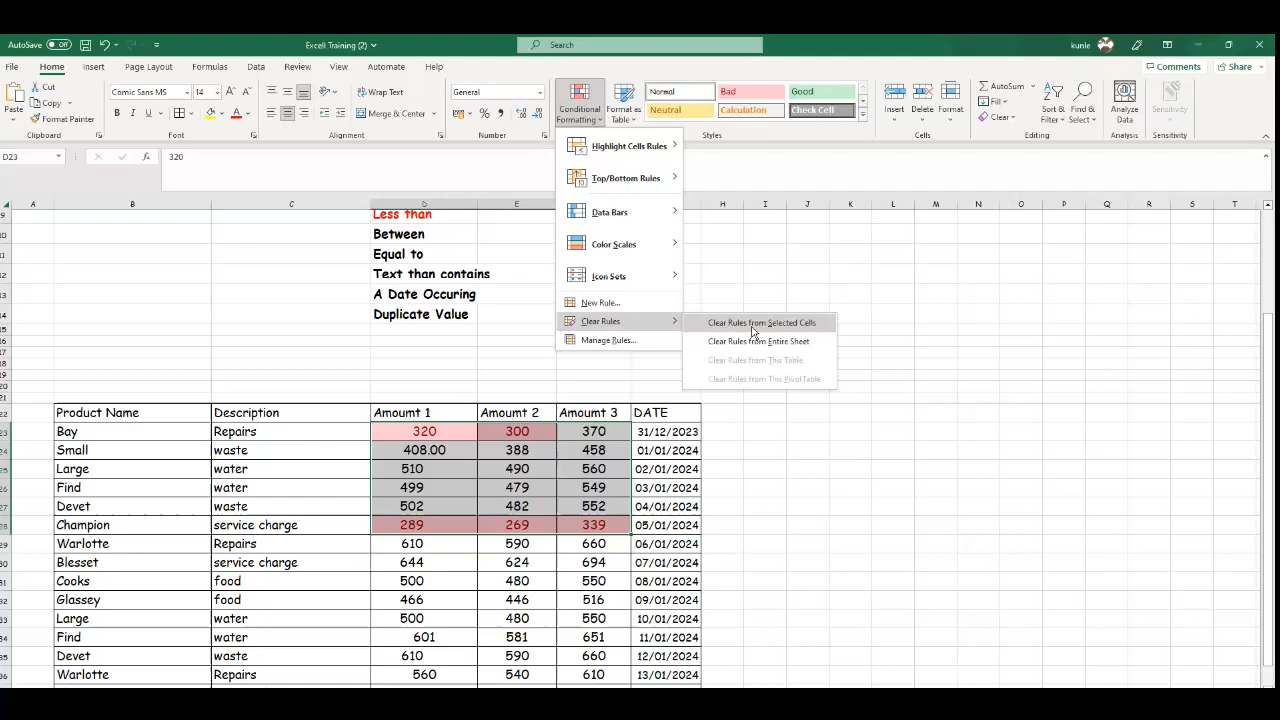 AutoSave Off
Excell Training (2)
Search
kunle
File Home Insert Page Layout Formulas Data Review View Automate Help
Comments Share
Paste
Cut
Copy
Format Painter
Clipboard
Comic Sans MS 14
B I U
Font
Wrap Text
Merge & Center
Alignment
General
Number
Conditional Formatting
Format as Table
Normal Bad Good
Neutral Calculation Check Cell
Styles
Insert Delete Format
Cells
AutoSum
Fill
Clear
Sort & Filter
Find & Select
Editing
Analyze Data
Analysis
Sensitivity
Sensitivity
D23 fx 320
Highlight Cells Rules
Top/Bottom Rules
Data Bars
Color Scales
Icon Sets
New Rule...
Clear Rules
Manage Rules...
Clear Rules from Selected Cells
Clear Rules from Entire Sheet
Clear Rules from This Table
Clear Rules from This PivotTable
A B C D E H I J K L M N O P Q R S T
Less than
10 Between
11 Equal to
12 Text than contains
13 A Date Occuring
14 Duplicate Value
Product Name Description Amount 1 Amount 2 Amount 3 DATE
Bay Repairs 320 300 370 31/12/2023
Small waste 408.00 388 458 01/01/2024
Large water 510 490 560 02/01/2024
Find water 499 479 549 03/01/2024
Devet waste 502 482 552 04/01/2024
Champion service charge 289 269 339 05/01/2024
Warlotte Repairs 610 590 660 06/01/2024
Blesset service charge 644 624 694 07/01/2024
Cooks food 500 480 550 08/01/2024
Glassey food 466 446 516 09/01/2024
Large water 500 480 550 10/01/2024
Find water 601 581 651 11/01/2024
Devet waste 610 590 660 12/01/2024
Warlotte Repairs 560 540 610 13/01/2024